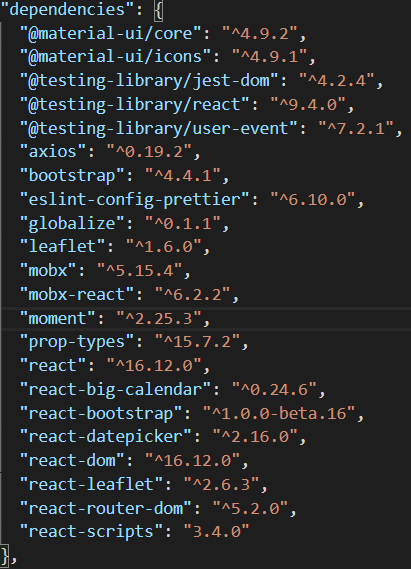 "dependencies": {
"@material-ui/core": "^4.9.2",
"@material-ui/icons": "^4.9.1",
"@testing-library/jest-dom": "^4.2.4",
"@testing-library/react": "^9.4.0",
"@testing-library/user-event": "^7.2.1",
"axios": "^0.19.2",
"bootstrap": "^4.4.1",
"eslint-config-prettier": "^6.10.0",
"globalize": "^0.1.1",
"leaflet": "^1.6.0",
"mobx": "^5.15.4",
"mobx-react": "^6.2.2",
"moment": "^2.25.3",
"prop-types": "^15.7.2",
"react": "^16.12.0",
"react-big-calendar": "^0.24.6",
"react-bootstrap": "^1.0.0-beta.16",
"react-datepicker": "^2.16.0",
"react-dom": "^16.12.0",
"react-leaflet": "^2.6.3",
"react-router-dom": "^5.2.0",
"react-scripts": "3.4.0"
},